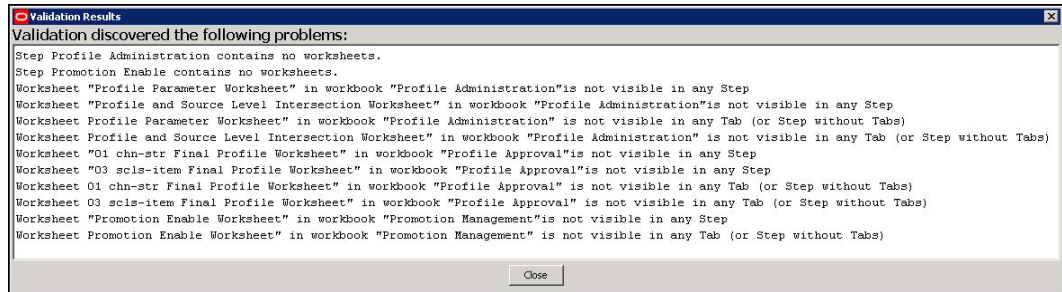 Validation Results
Validation discovered the following problems:
Step Profile Administration contains no worksheets.
Step Promotion Enable contains no worksheets.
Worksheet "Profile Parameter Worksheet" in workbook "Profile Administration"is not visible in any Step
Worksheet "Profile and Source Level Intersection Worksheet" in workbook "Profile Administration"is not visible in any Step
Worksheet Profile Parameter Worksheet" in workbook "Profile Administration" is not visible in any Tab (or Step without Tabs)
Worksheet Profile and Source Level Intersection Worksheet" in workbook "Profile Administration" is not visible in any Tab (or Step without Tabs)
Worksheet "01 chn-str Final Profile Worksheet" in workbook "Profile Approval"is not visible in any Step
Worksheet "03 scls-item Final Profile Worksheet" in workbook "Profile Approval"is not visible in any Step
Worksheet 01 chn-str Final Profile Worksheet" in workbook "Profile Approval" is not visible in any Tab (or Step without Tabs)
Worksheet 03 scls-item Final Profile Worksheet" in workbook "Profile Approval" is not visible in any Tab (or Step without Tabs)
Worksheet "Promotion Enable Worksheet" in workbook "Promotion Management"is not visible in any Step
Worksheet Promotion Enable Worksheet" in workbook "Promotion Management" is not visible in any Tab (or Step without Tabs)
Close